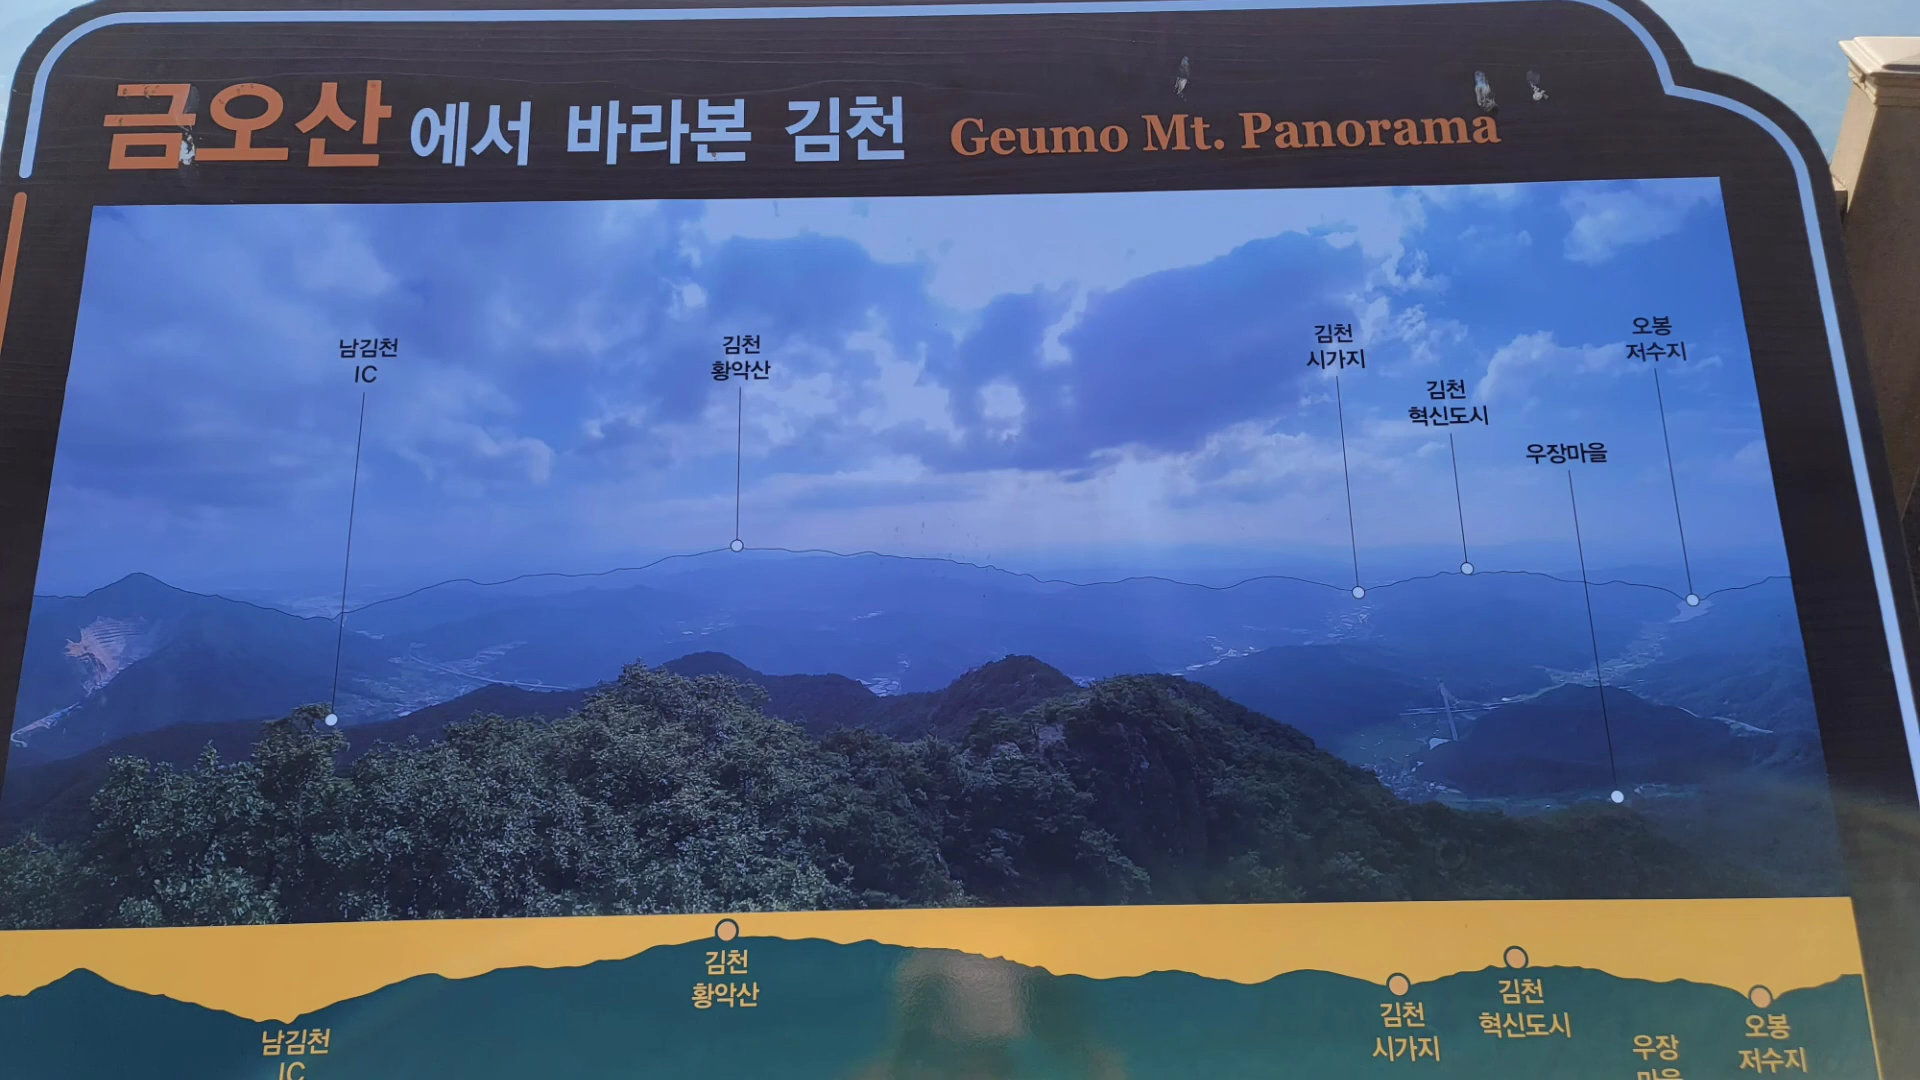 금오산에서 바라본 김천 Geumo Mt. Panorama
남김천
IC
김천
황악산
김천
시가지
김천
혁신도시
우장마을
오봉
저수지
남김천
IC
김천
황악산
김천
시가지
김천
혁신도시
우장
마을
오봉
저수지